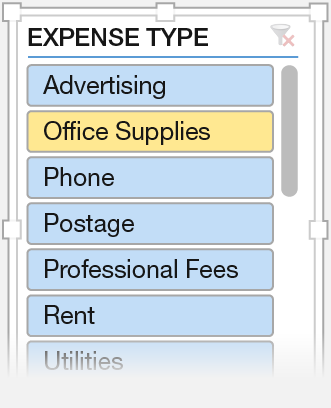 EXPENSE TYPE
Advertising
Office Supplies
Phone
Postage
Professional Fees
Rent
Utilities